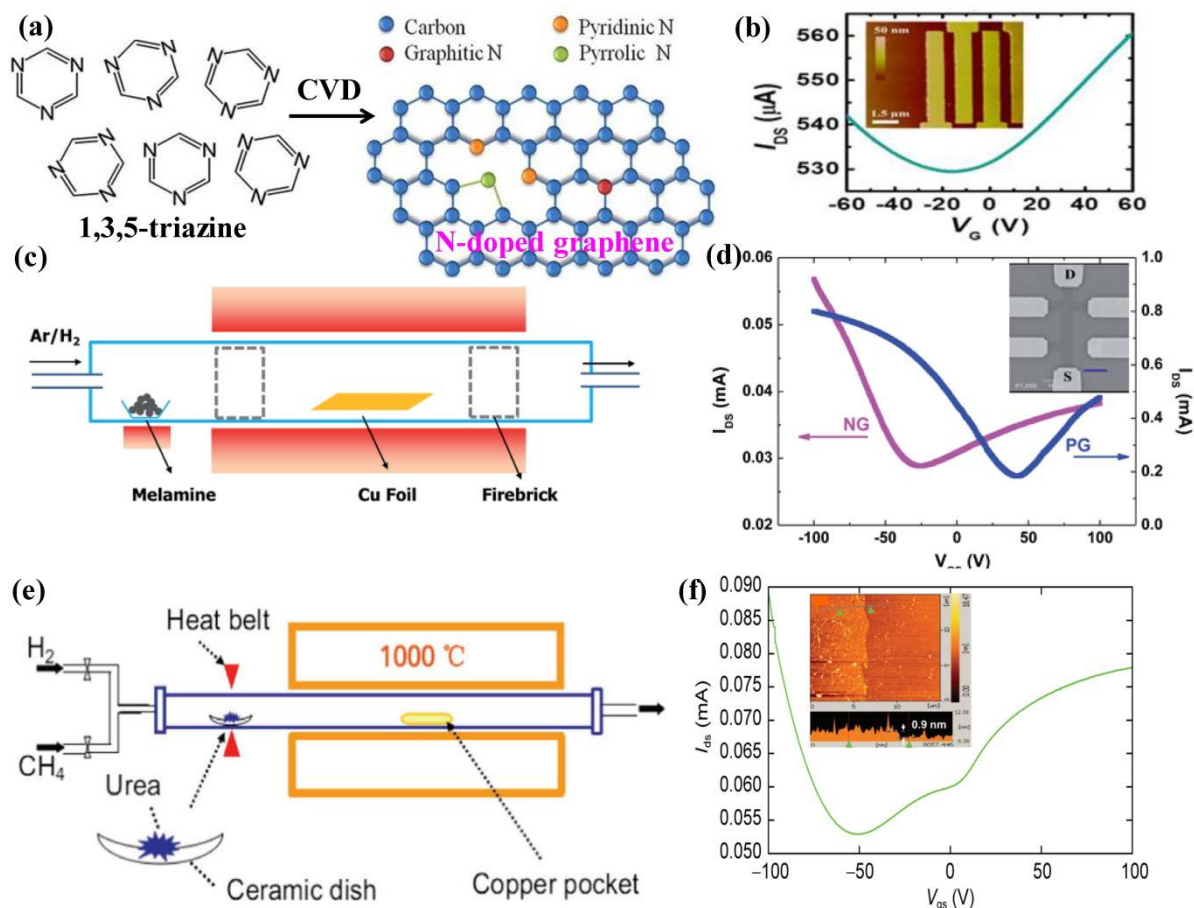 (a)
N N N N N N
N N N
N N N N N N
N N N
1,3,5-triazine
CVD
Carbon
Pyridinic N
Graphitic N
Pyrrolic N
N-doped graphene
(b)
50 nm
1.5 µm
560
550
540
530
I_DS (µA)
-60 -40 -20 0 20 40 60
V_G (V)
(c)
Ar/H₂
Melamine
Cu Foil
Firebrick
(d)
0.06
0.05
0.04
0.03
0.02
I_DS (mA)
NG
PG
D
S
1.0
0.8
0.6
0.4
0.2
0.0
I_DS (mA)
-100 -50 0 50 100
(V)
(e)
H₂
CH₄
Heat belt
1000 ℃
Urea
Ceramic dish
Copper pocket
(f)
0.090
0.085
0.080
0.075
0.070
0.065
0.060
0.055
0.050
I_ds (mA)
0 5 10
0.9 nm
−100 −50 0 50 100
V_gs (V)